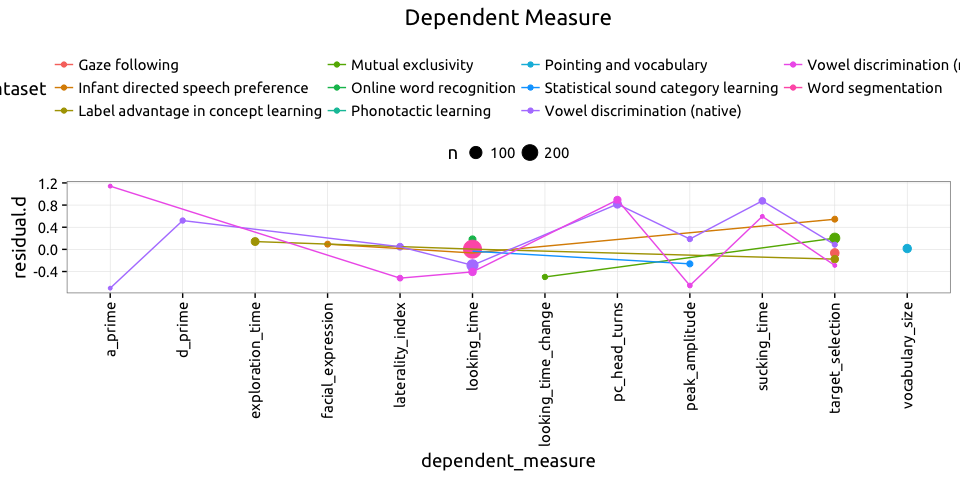 Dependent Measure
Gaze following Mutual exclusivity Pointing and vocabulary Vowel discrimination (
ntaset Infant directed speech preference Online word recognition Statistical sound category learning Word segmentation
Label advantage in concept learning Phonotactic learning Vowel discrimination (native)
n 100 200
1.2
0.8
0.4
0.0
-0.4
residual.d
a_prime
d_prime
exploration_time
facial_expression
laterality_index
looking_time
looking_time_change
pc_head_turns
peak_amplitude
sucking_time
target_selection
vocabulary_size
dependent_measure